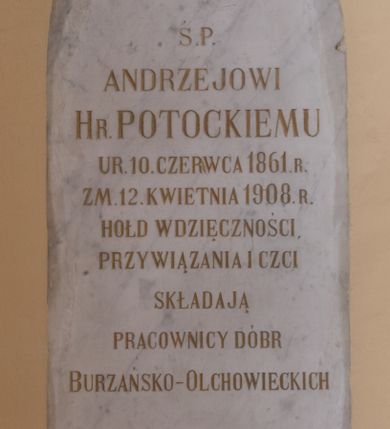 Ś.P.
ANDRZEJOWI
HR. POTOCKIEMU
UR. 10. CZERWCA 1861. R.
ZM. 12. KWIETNIA 1908. R.
HOŁD WDZIĘCZNOŚCI,
PRZYWIĄZANIA I CZCI
SKŁADAJĄ
PRACOWNICY DÓBR
BURZAŃSKO-OLCHOWIECKICH